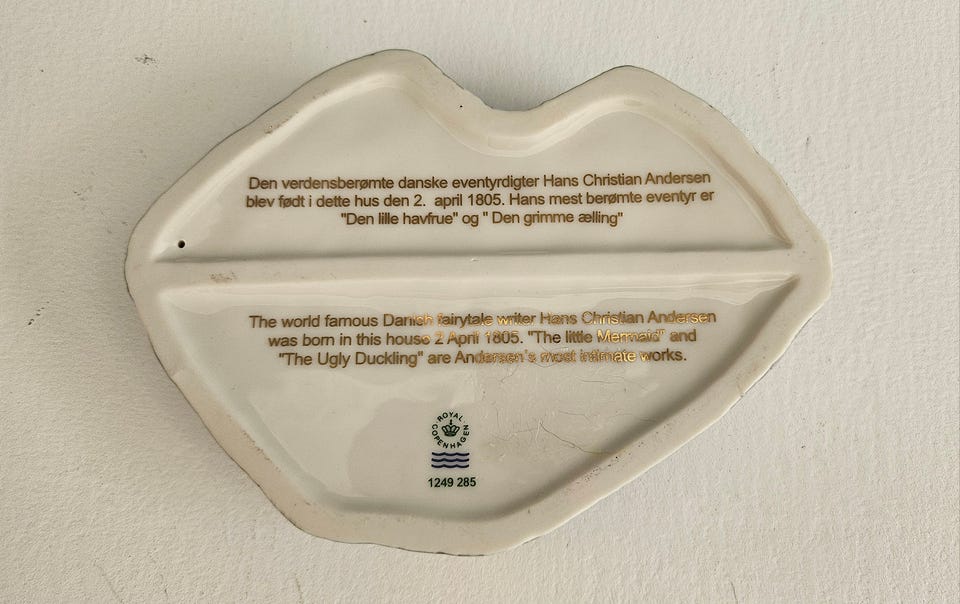 Den verdensberømte danske eventyrdigter Hans Christian Andersen
blev født i dette hus den 2. april 1805. Hans mest berømte eventyr er
"Den lille havfrue" og " Den grimme ælling"
The world famous Danish fairytale writer Hans Christian Andersen
was born in this house 2 April 1805. "The little Mermaid" and
"The Ugly Duckling" are Andersen´s most intimate works.
ROYAL
COPENHAGEN
1249 285